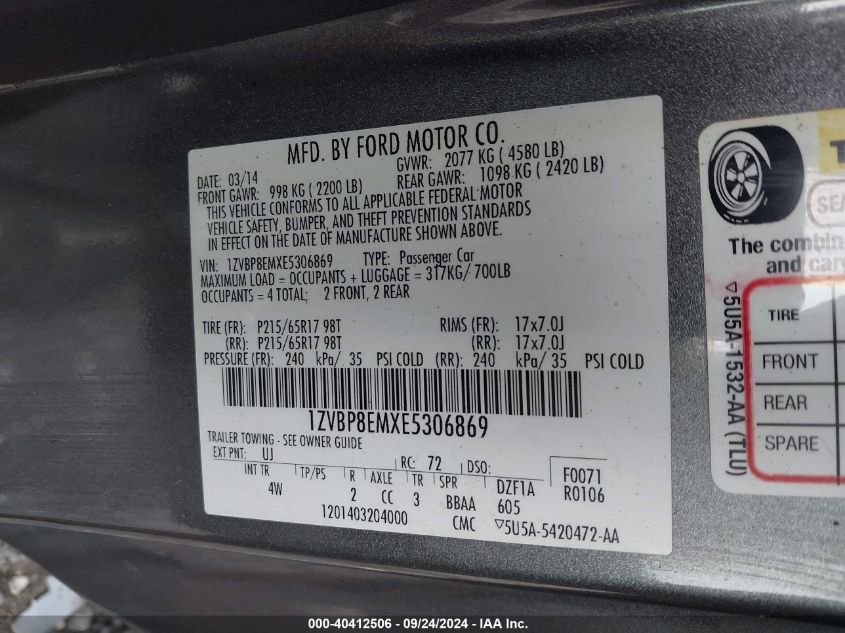 MFD. BY FORD MOTOR CO.
DATE: 03/14 GVWR: 2077 KG ( 4580 LB)
FRONT GAWR: 998 KG ( 2200 LB) REAR GAWR: 1098 KG ( 2420 LB)
THIS VEHICLE CONFORMS TO ALL APPLICABLE FEDERAL MOTOR
VEHICLE SAFETY, BUMPER, AND THEFT PREVENTION STANDARDS
IN EFFECT ON THE DATE OF MANUFACTURE SHOWN ABOVE.
VIN: 1ZVBP8EMXE5306869 TYPE: Passenger Car
MAXIMUM LOAD = OCCUPANTS + LUGGAGE = 317KG/ 700LB
OCCUPANTS = 4 TOTAL; 2 FRONT, 2 REAR
TIRE (FR): P215/65R17 98T RIMS (FR): 17x7.0J
(RR): P215/65R17 98T (RR): 17x7.0J
PRESSURE (FR): 240 kPa/ 35 PSI COLD (RR): 240 kPa/ 35 PSI COLD
1ZVBP8EMXE5306869
TRAILER TOWING - SEE OWNER GUIDE
EXT PNT: UJ RC: 72 DSO: F0071
INT TR TP/PS R AXLE TR SPR DZF1A R0106
4W 2 CC 3 BBAA 605
1201403204000 CMC ▽5U5A-5420472-AA
SEA
The combin
and carg
▽5U5A-1532-AA (TLU)
TIRE
FRONT
REAR
SPARE
000-40412506 - 09/24/2024 - IAA Inc.